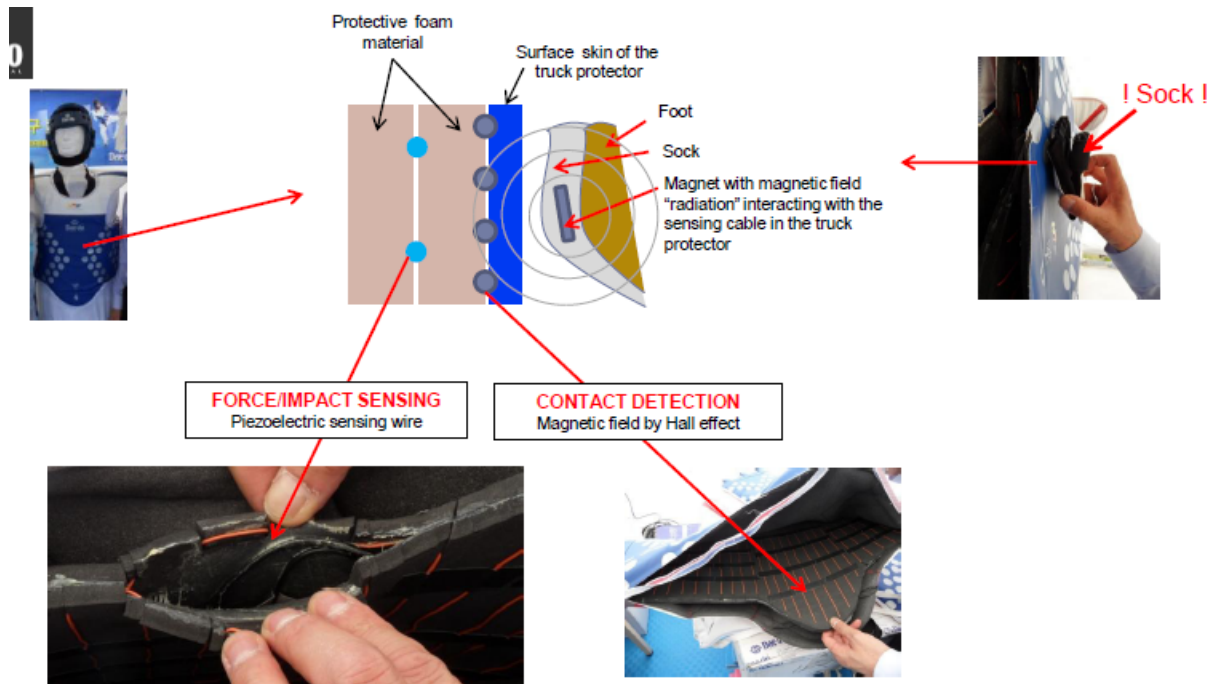 Protective foam
material
Surface skin of the
truck protector
Foot
Sock
Magnet with magnetic field
“radiation” interacting with the
sensing cable in the truck
protector
! Sock !
FORCE/IMPACT SENSING
Piezoelectric sensing wire
CONTACT DETECTION
Magnetic field by Hall effect